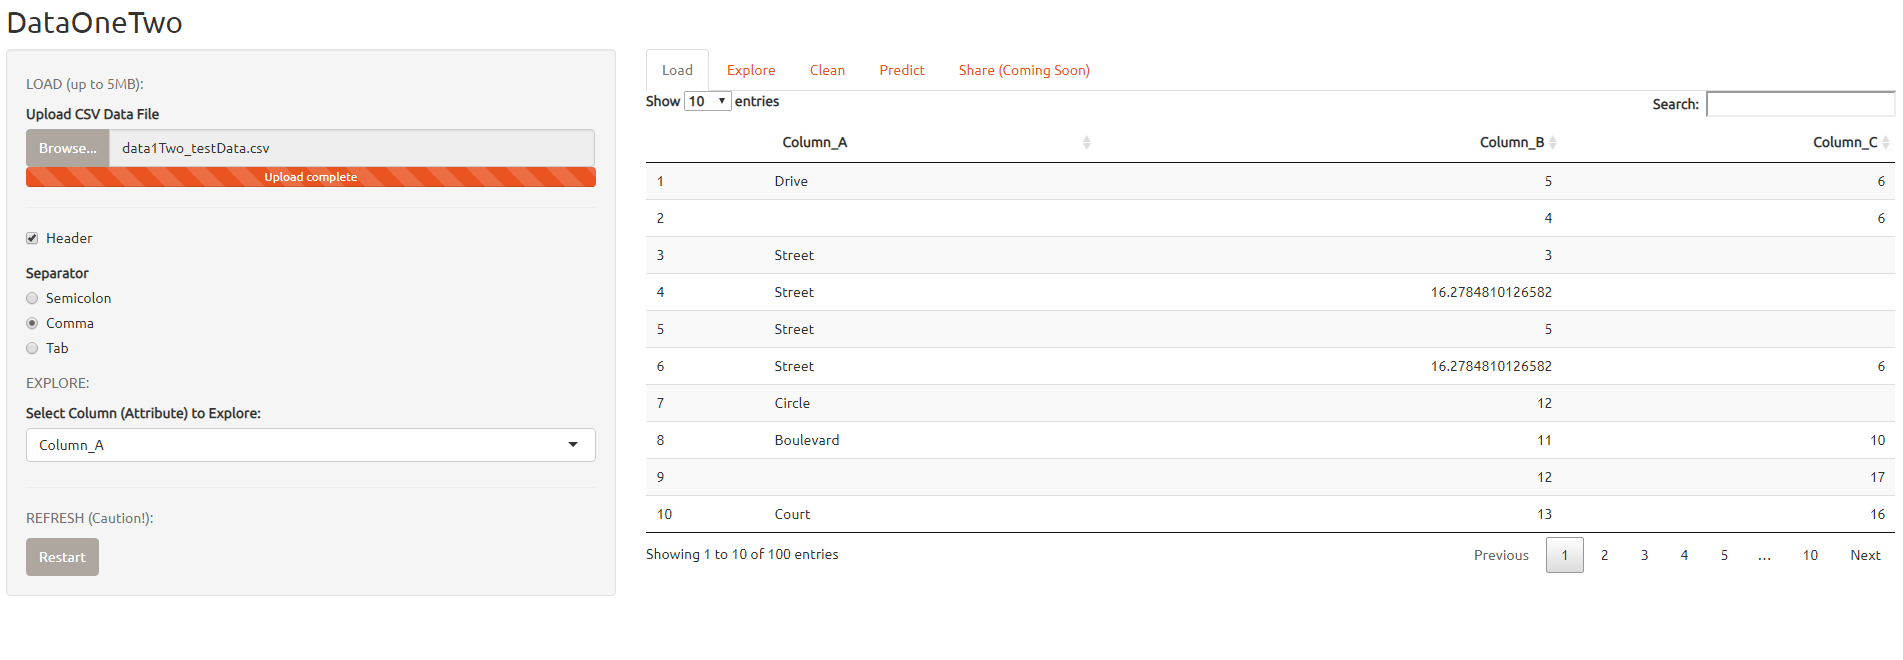 DataOneTwo
LOAD (up to 5MB):
Upload CSV Data File
Browse... data1Two_testData.csv
Upload complete
Header
Separator
Semicolon
Comma
Tab
EXPLORE:
Select Column (Attribute) to Explore:
Column_A
REFRESH (Caution!):
Restart
Load Explore Clean Predict Share (Coming Soon)
Show 10 entries Search:
Column_A Column_B Column_C
1 Drive 5 6
2 4 6
3 Street 3
4 Street 16.2784810126582
5 Street 5
6 Street 16.2784810126582 6
7 Circle 12
8 Boulevard 11 10
9 12 17
10 Court 13 16
Showing 1 to 10 of 100 entries Previous 1 2 3 4 5 ... 10 Next